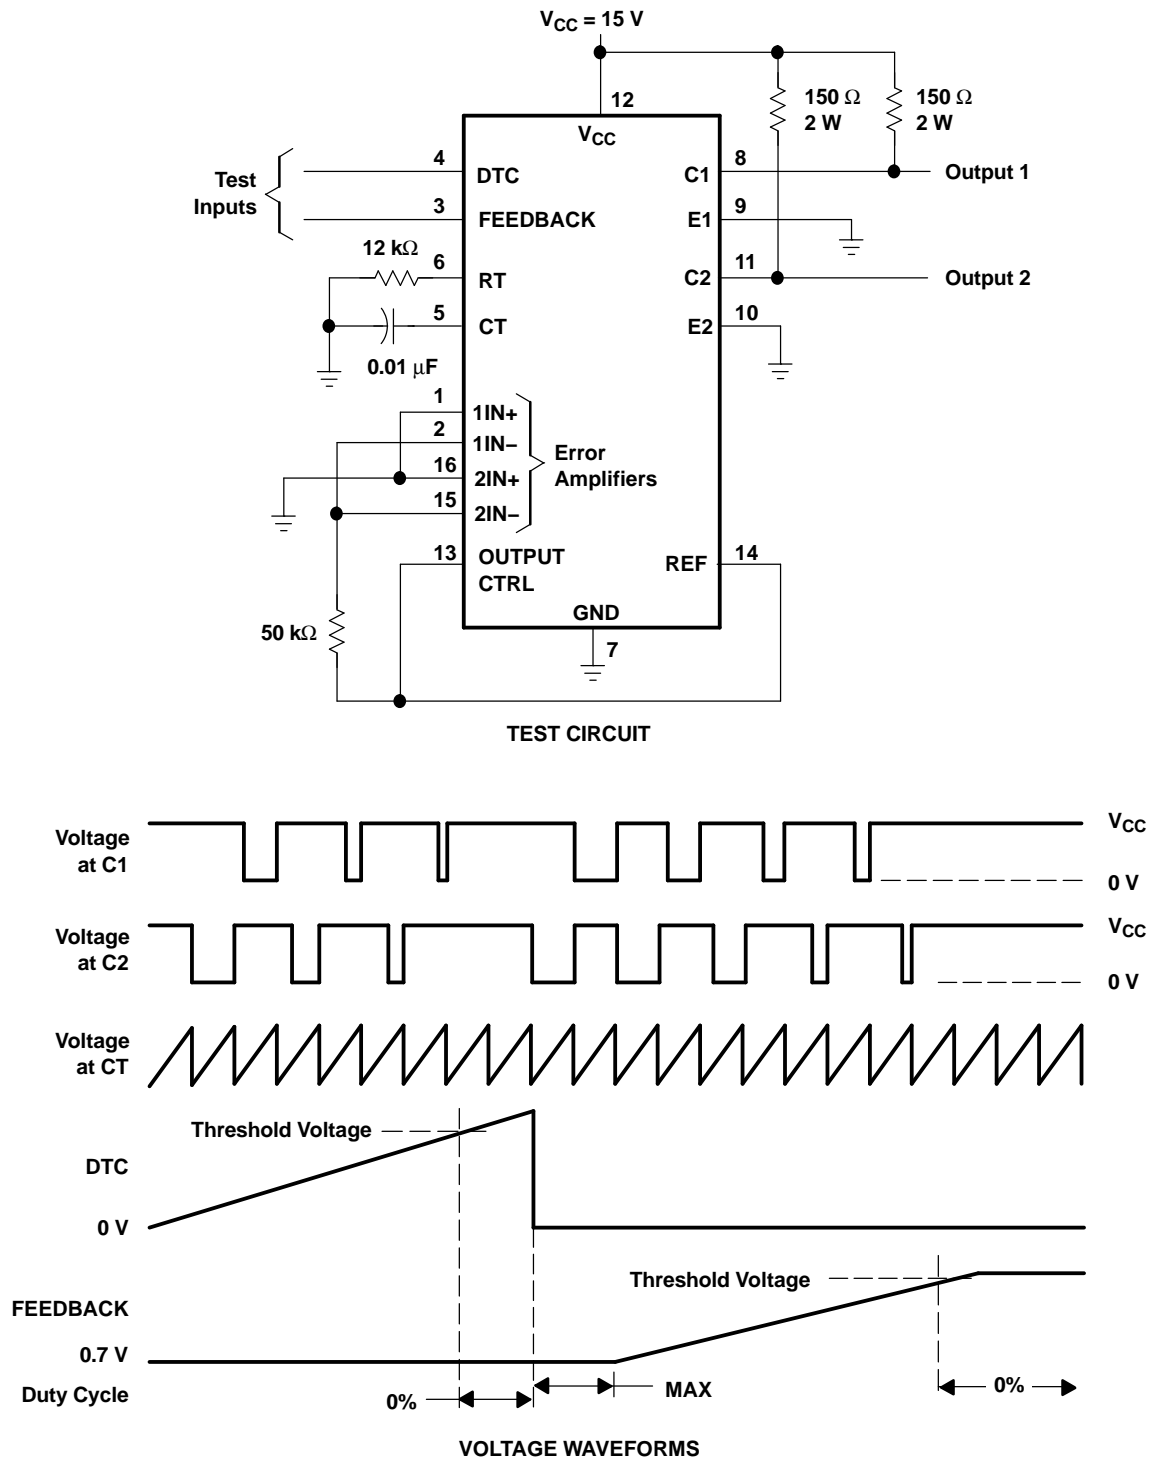 VCC = 15 V
12
150 Ω
2 W
150 Ω
2 W
VCC
Test
Inputs
4
DTC
3
FEEDBACK
12 kΩ
6
RT
5
CT
0.01 μF
1
1IN+
2
1IN−
16
2IN+
15
2IN−
Error
Amplifiers
13
OUTPUT
CTRL
50 kΩ
C1
8
Output 1
E1
9
C2
11
Output 2
E2
10
REF
14
GND
7
TEST CIRCUIT
Voltage
at C1
VCC
0 V
Voltage
at C2
VCC
0 V
Voltage
at CT
Threshold Voltage
DTC
0 V
Threshold Voltage
FEEDBACK
0.7 V
Duty Cycle
0%
MAX
0%
VOLTAGE WAVEFORMS